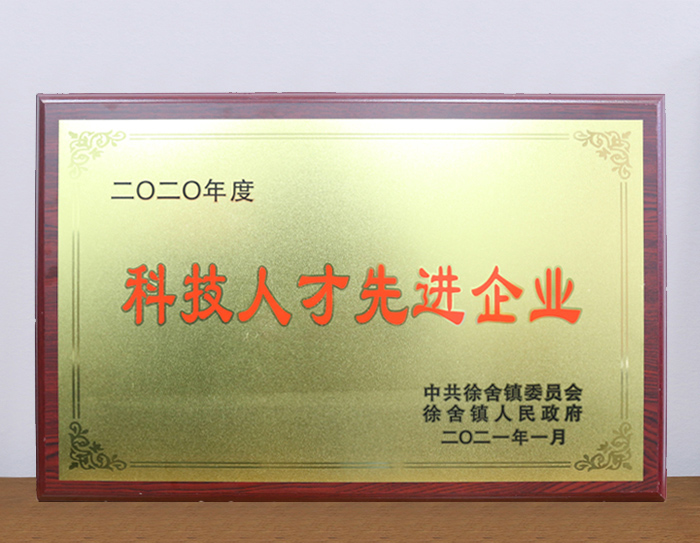 二〇二〇年度
科技人才先进企业
中共徐舍镇委员会
徐舍镇人民政府
二〇二一年一月